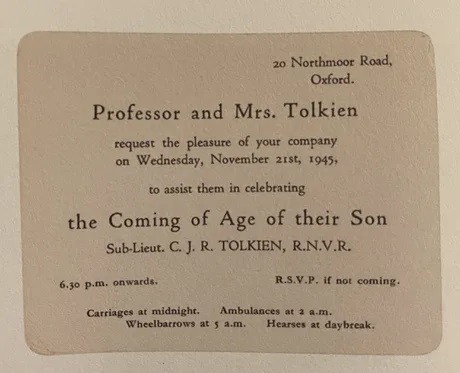 20 Northmoor Road,
Oxford.
Professor and Mrs. Tolkien
request the pleasure of your company
on Wednesday, November 21st, 1945,
to assist them in celebrating
the Coming of Age of their Son
Sub-Lieut. C. J. R. TOLKIEN, R.N.V.R.
6.30 p.m. onwards. R.S.V.P. if not coming.
Carriages at midnight. Ambulances at 2 a.m.
Wheelbarrows at 5 a.m. Hearses at daybreak.